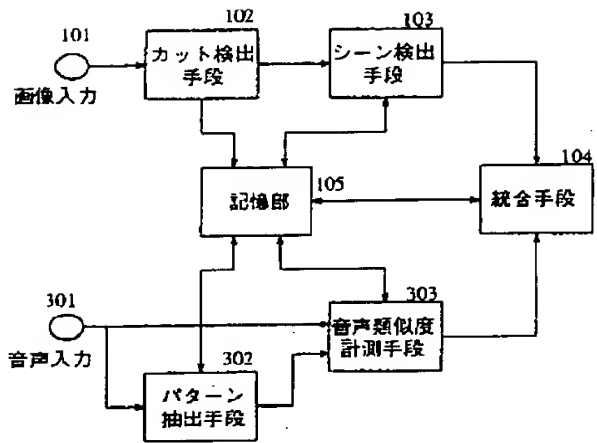 101
画像入力
102
カット検出
手段
103
シーン検出
手段
104
統合手段
105
記憶部
301
音声入力
302
パターン
抽出手段
303
音声類似度
計測手段